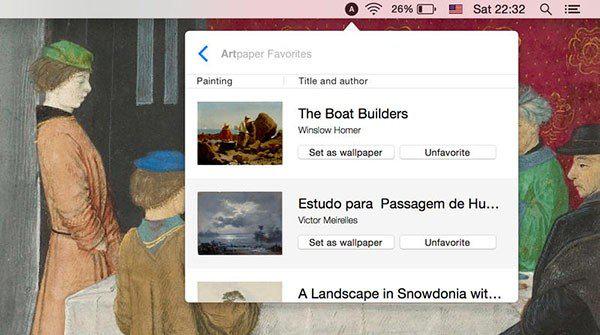 A 26% Sat 22:32
Artpaper Favorites
Painting Title and author
The Boat Builders
Winslow Homer
Set as wallpaper Unfavorite
Estudo para Passagem de Hu...
Victor Meirelles
Set as wallpaper Unfavorite
A Landscape in Snowdonia wit...